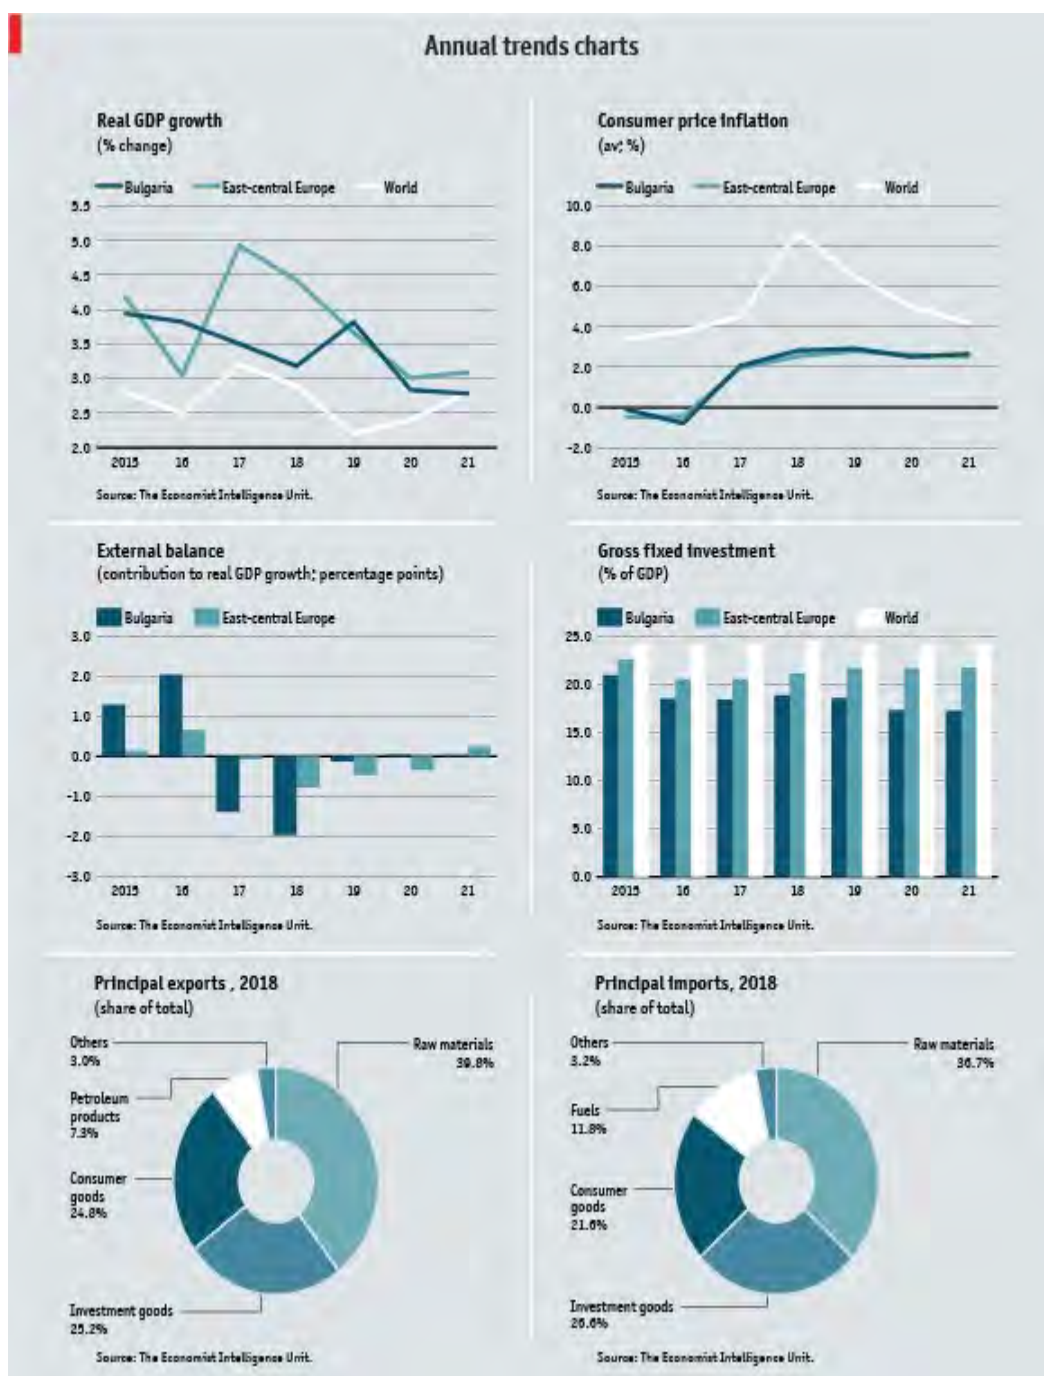 Annual trends charts
Real GDP growth
(% change)
Bulgaria East-central Europe World
5.5
5.0
4.5
4.0
3.5
3.0
2.5
2.0
2015 16 17 18 19 20 21
Source: The Economist Intelligence Unit.
Consumer price inflation
(av; %)
Bulgaria East-central Europe World
10.0
8.0
6.0
4.0
2.0
0.0
-2.0
2015 16 17 18 19 20 21
Source: The Economist Intelligence Unit.
External balance
(contribution to real GDP growth; percentage points)
Bulgaria East-central Europe
3.0
2.0
1.0
0.0
-1.0
-2.0
-3.0
2015 16 17 18 19 20 21
Source: The Economist Intelligence Unit.
Gross fixed investment
(% of GDP)
Bulgaria East-central Europe World
25.0
20.0
15.0
10.0
5.0
0.0
2015 16 17 18 19 20 21
Source: The Economist Intelligence Unit.
Principal exports , 2018
(share of total)
Others
3.0%
Raw materials
39.8%
Petroleum
products
7.3%
Consumer
goods
24.8%
Investment goods
25.2%
Source: The Economist Intelligence Unit.
Principal imports, 2018
(share of total)
Others
3.2%
Raw materials
36.7%
Fuels
11.8%
Consumer
goods
21.6%
Investment goods
26.6%
Source: The Economist Intelligence Unit.